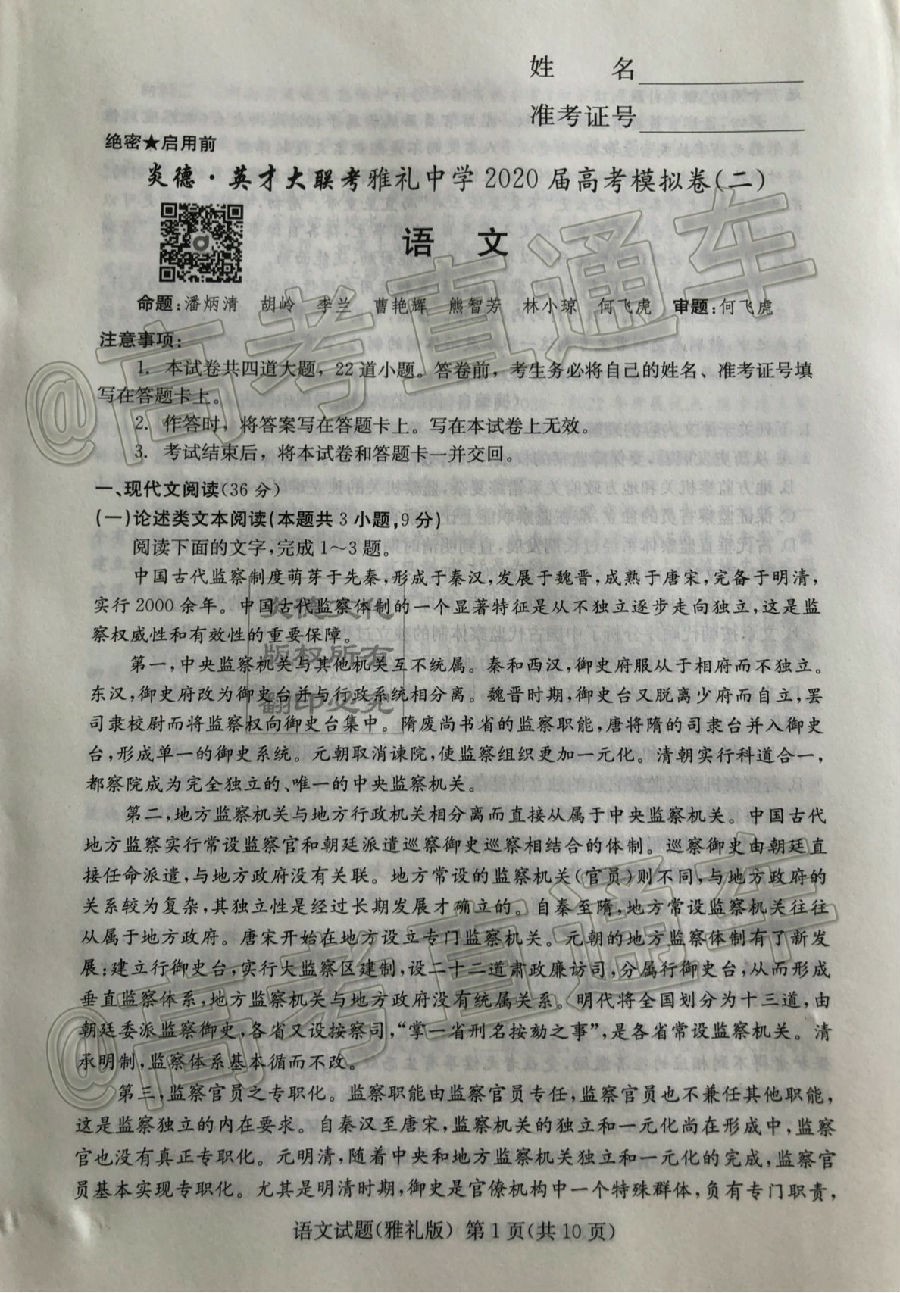 姓　　名
准考证号
绝密★启用前
炎德·英才大联考雅礼中学2020届高考模拟卷(二)
语　文
命题:潘炳清　胡岭　李兰　曹艳辉　熊智芳　林小琼　何飞虎　审题:何飞虎
注意事项:
1. 本试卷共四道大题,22道小题。答卷前,考生务必将自己的姓名、准考证号填
写在答题卡上。
2. 作答时,将答案写在答题卡上。写在本试卷上无效。
3. 考试结束后,将本试卷和答题卡一并交回。
一、现代文阅读(36分)
(一)论述类文本阅读(本题共3小题,9分)
阅读下面的文字,完成1~3题。
中国古代监察制度萌芽于先秦,形成于秦汉,发展于魏晋,成熟于唐宋,完备于明清,
实行2000余年。中国古代监察体制的一个显著特征是从不独立逐步走向独立,这是监
察权威性和有效性的重要保障。
第一,中央监察机关与其他机关互不统属。秦和西汉,御史府服从于相府而不独立。
东汉,御史府改为御史台并与行政系统相分离。魏晋时期,御史台又脱离少府而自立,罢
司隶校尉而将监察权向御史台集中。隋废尚书省的监察职能,唐将隋的司隶台并入御史
台,形成单一的御史系统。元朝取消谏院,使监察组织更加一元化。清朝实行科道合一,
都察院成为完全独立的、唯一的中央监察机关。
第二,地方监察机关与地方行政机关相分离而直接从属于中央监察机关。中国古代
地方监察实行常设监察官和朝廷派遣巡察御史巡察相结合的体制。巡察御史由朝廷直
接任命派遣,与地方政府没有关联。地方常设的监察机关(官员)则不同,与地方政府的
关系较为复杂,其独立性是经过长期发展才确立的。自秦至隋,地方常设监察机关往往
从属于地方政府。唐宋开始在地方设立专门监察机关。元朝的地方监察体制有了新发
展:建立行御史台,实行大监察区建制,设二十二道肃政廉访司,分属行御史台,从而形成
垂直监察体系,地方监察机关与地方政府没有统属关系。明代将全国划分为十三道,由
朝廷委派监察御史,各省又设按察司,“掌一省刑名按劾之事”,是各省常设监察机关。清
承明制,监察体系基本循而不改。
第三,监察官员之专职化。监察职能由监察官员专任,监察官员也不兼任其他职能,
这是监察独立的内在要求。自秦汉至唐宋,监察独立和一元化尚在形成中,监察
官也没有真正专职化。元明清,随着中央和地方监察机关独立和一元化的完成,监察官
员基本实现专职化。尤其是明清时期,御史是官僚机构中一个特殊群体,负有专门职责,
语文试题(雅礼版)　第1页(共10页)
@高考直通车
@高考直通车
炎德文化
版权所有
翻印必究